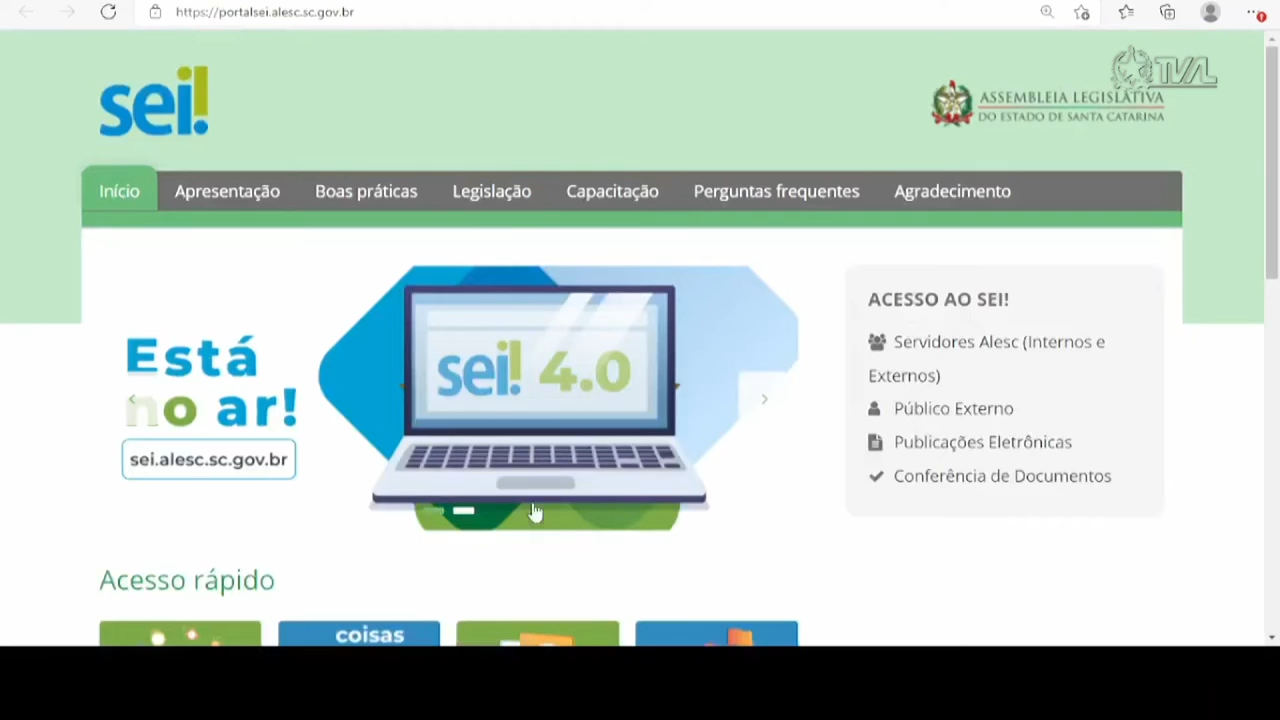 https://portalsei.alesc.sc.gov.br
TVAL
sei!
ASSEMBLEIA LEGISLATIVA
DO ESTADO DE SANTA CATARINA
Início
Apresentação
Boas práticas
Legislação
Capacitação
Perguntas frequentes
Agradecimento
Está
no ar!
sei.alesc.sc.gov.br
sei! 4.0
ACESSO AO SEI!
Servidores Alesc (Internos e
Externos)
Público Externo
Publicações Eletrônicas
Conferência de Documentos
Acesso rápido
coisas